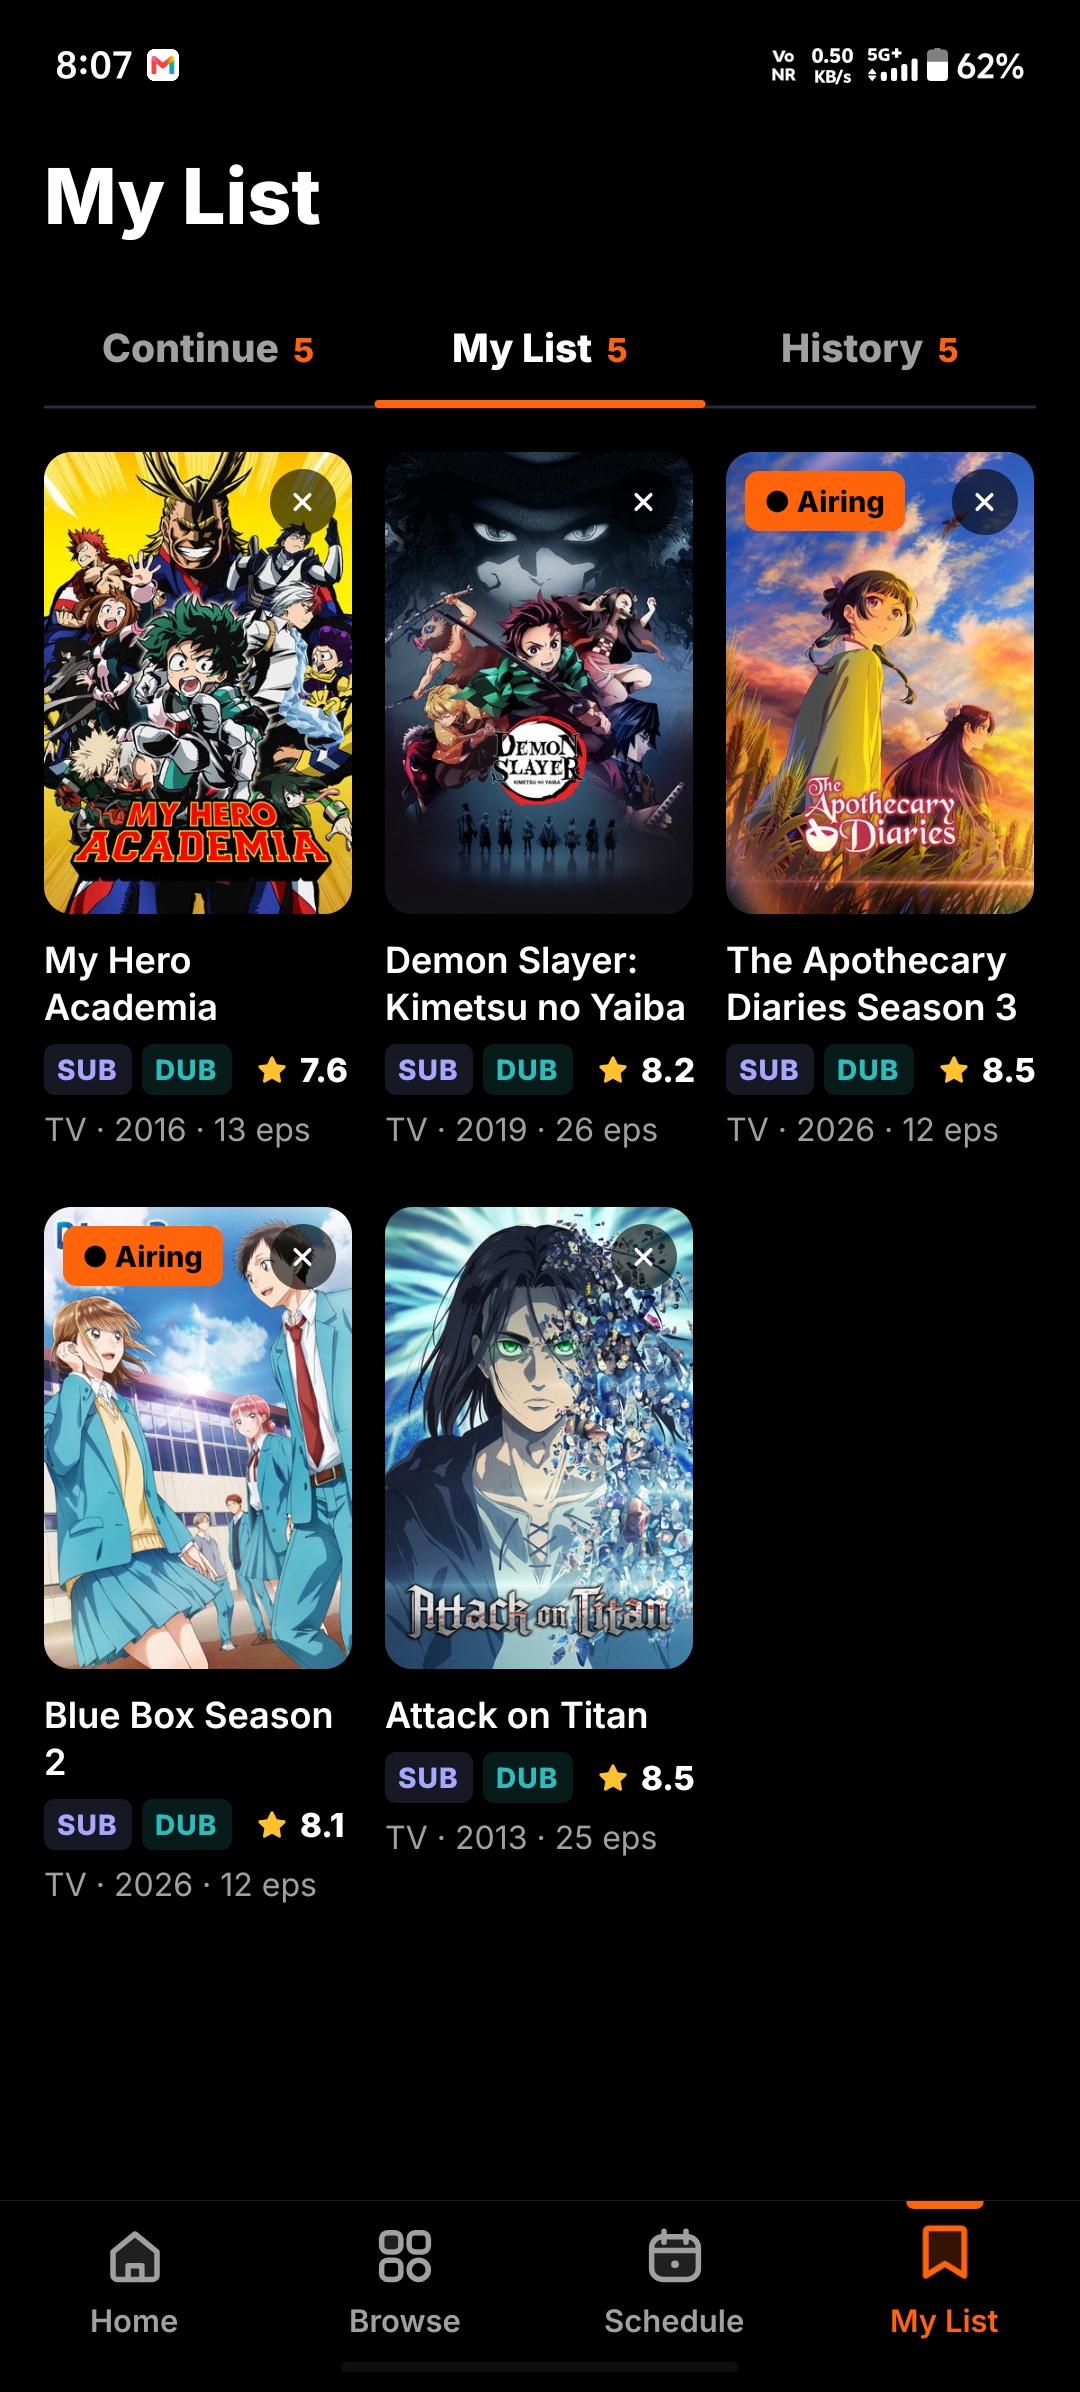 8:07
Vo NR
0.50 KB/s
5G+
62%
My List
Continue 5
My List 5
History 5
MY HERO
ACADEMIA
DEMON
SLAYER
KIMETSU NO YAIBA
Airing
The
Apothecary
Diaries
My Hero
Academia
SUB DUB 7.6
TV · 2016 · 13 eps
Demon Slayer:
Kimetsu no Yaiba
SUB DUB 8.2
TV · 2019 · 26 eps
The Apothecary
Diaries Season 3
SUB DUB 8.5
TV · 2026 · 12 eps
Airing
Attack on Titan
Blue Box Season
2
SUB DUB 8.1
TV · 2026 · 12 eps
Attack on Titan
SUB DUB 8.5
TV · 2013 · 25 eps
Home
Browse
Schedule
My List